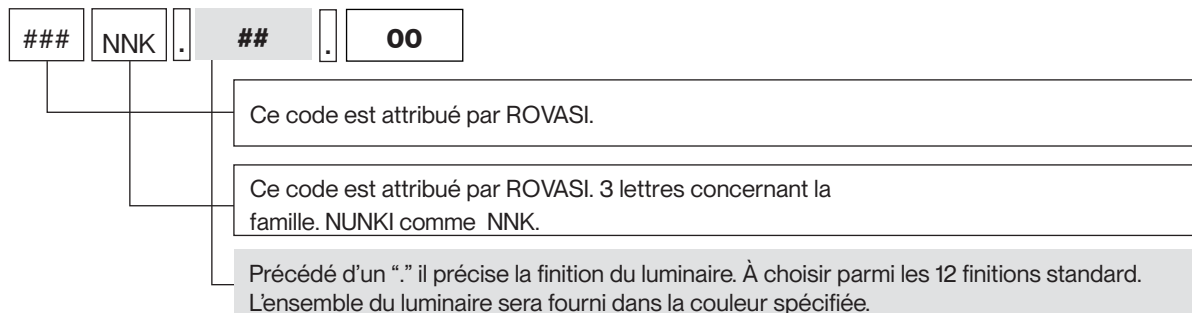 ### NNK . ## . 00
Ce code est attribué par ROVASI.
Ce code est attribué par ROVASI. 3 lettres concernant la
famille. NUNKI comme NNK.
Précédé d’un “.” il précise la finition du luminaire. À choisir parmi les 12 finitions standard.
L’ensemble du luminaire sera fourni dans la couleur spécifiée.